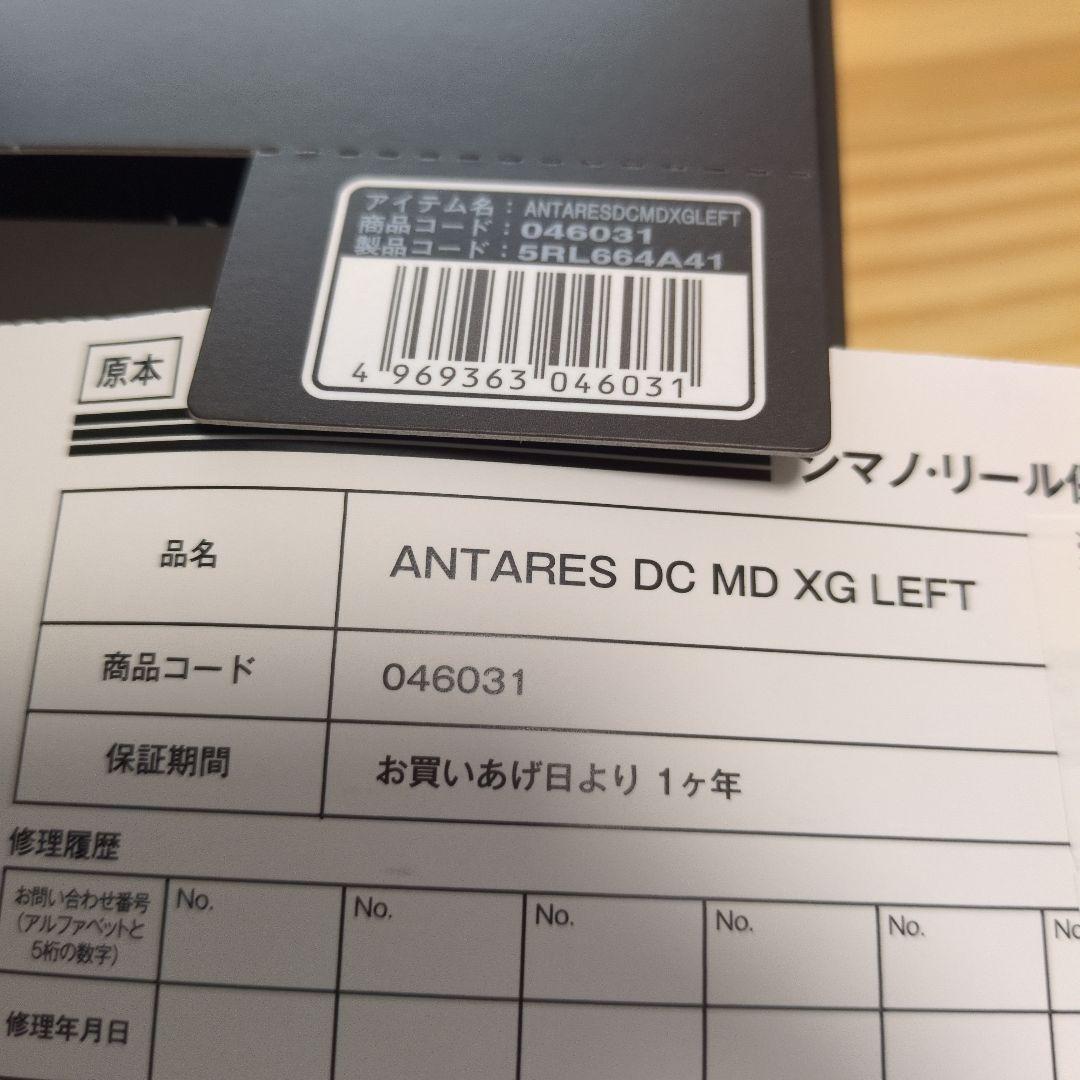 アイテム名：ANTARESDCMDXGLEFT
商品コード：046031
製品コード：5RL664A41
4 969363 046031
原本
シマノ・リール
品名 ANTARES DC MD XG LEFT
商品コード 046031
保証期間 お買いあげ日より 1ヶ年
修理履歴
お問い合わせ番号
(アルファベットと
5桁の数字)
No. No. No. No. No. No
修理年月日